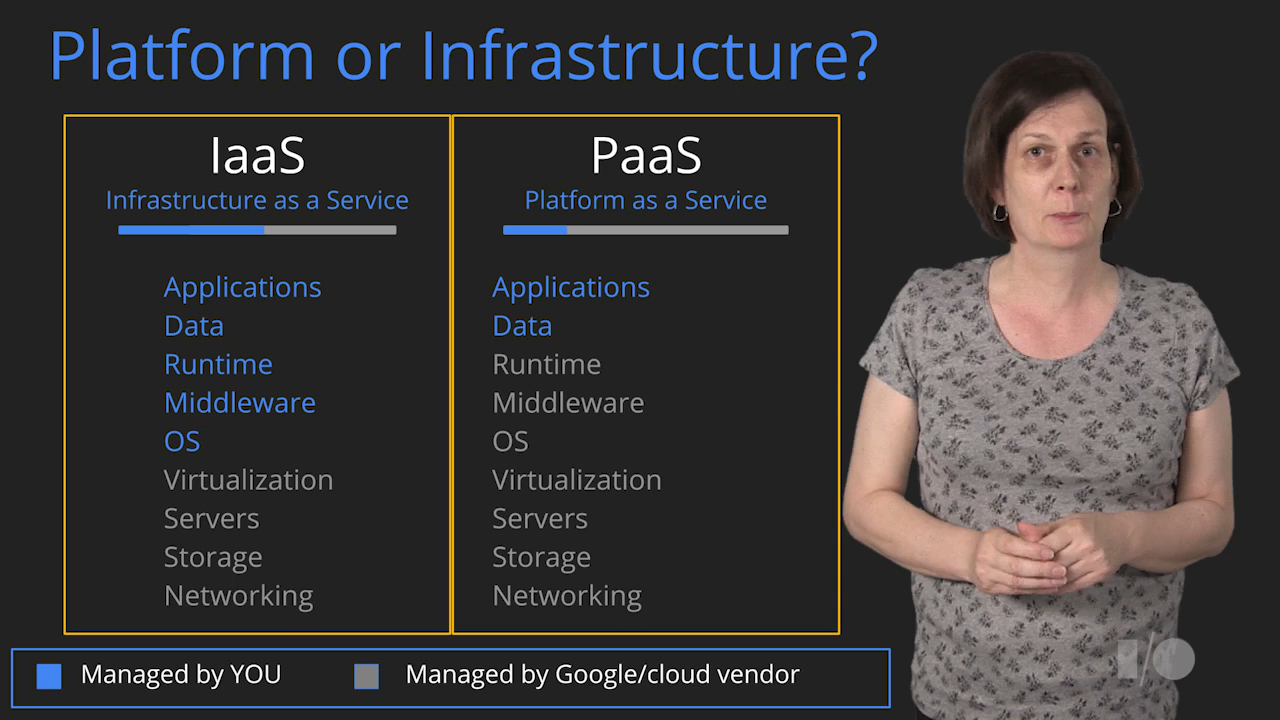 Platform or Infrastructure?
IaaS
Infrastructure as a Service
Applications
Data
Runtime
Middleware
OS
Virtualization
Servers
Storage
Networking
PaaS
Platform as a Service
Applications
Data
Runtime
Middleware
OS
Virtualization
Servers
Storage
Networking
Managed by YOU
Managed by Google/cloud vendor
I/O